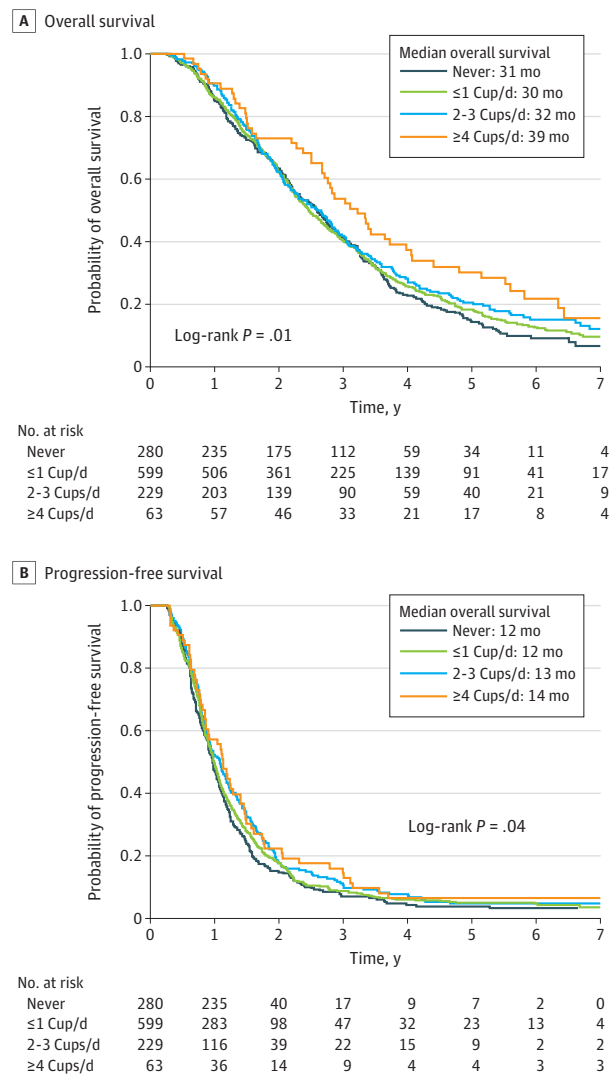 A Overall survival
Probability of overall survival
1.0
0.8
0.6
0.4
0.2
0
Median overall survival
Never: 31 mo
≤1 Cup/d: 30 mo
2-3 Cups/d: 32 mo
≥4 Cups/d: 39 mo
Log-rank P = .01
0 1 2 3 4 5 6 7
Time, y
No. at risk
Never 280 235 175 112 59 34 11 4
≤1 Cup/d 599 506 361 225 139 91 41 17
2-3 Cups/d 229 203 139 90 59 40 21 9
≥4 Cups/d 63 57 46 33 21 17 8 4
B Progression-free survival
Probability of progression-free survival
1.0
0.8
0.6
0.4
0.2
0
Median overall survival
Never: 12 mo
≤1 Cup/d: 12 mo
2-3 Cups/d: 13 mo
≥4 Cups/d: 14 mo
Log-rank P = .04
0 1 2 3 4 5 6 7
Time, y
No. at risk
Never 280 235 40 17 9 7 2 0
≤1 Cup/d 599 283 98 47 32 23 13 4
2-3 Cups/d 229 116 39 22 15 9 2 2
≥4 Cups/d 63 36 14 9 4 4 3 3